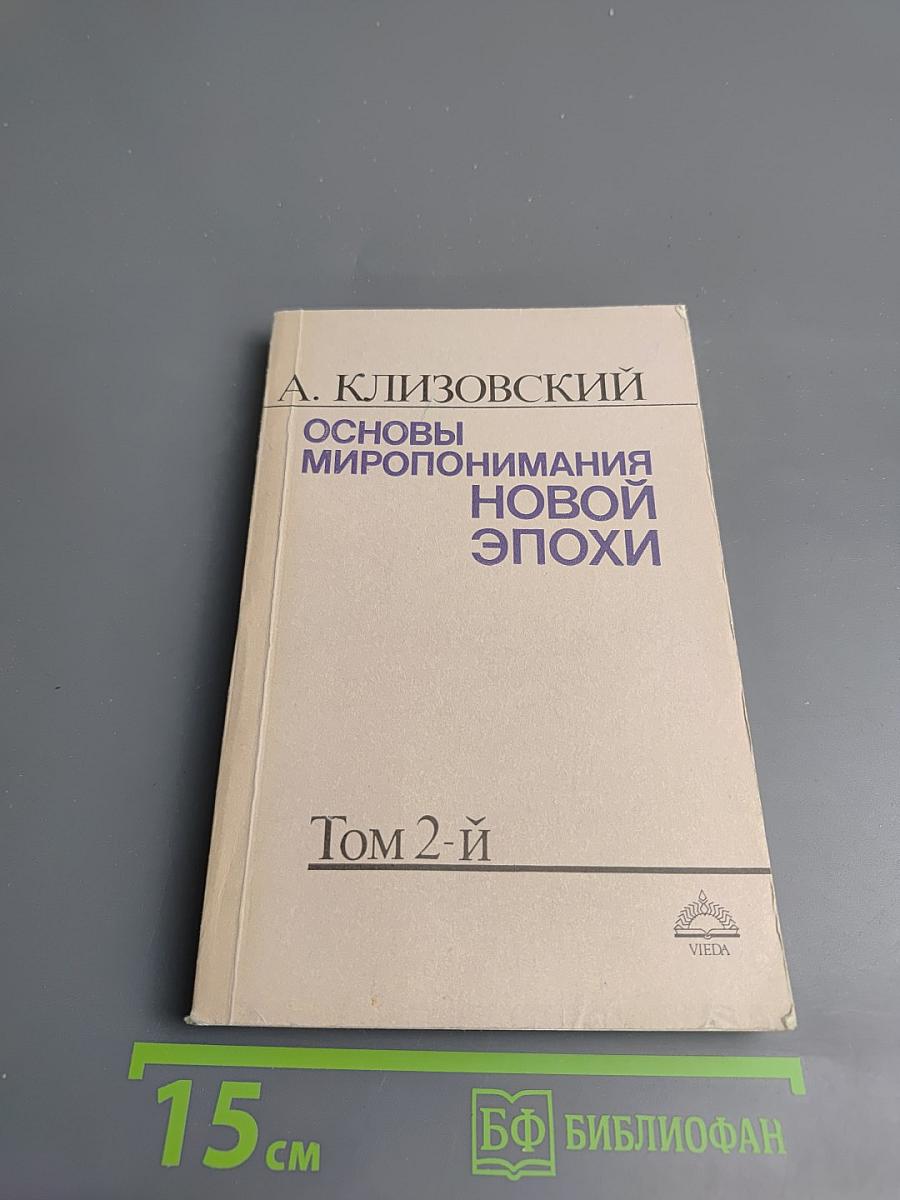 А. КЛИЗОВСКИЙ
ОСНОВЫ
МИРОПОНИМАНИЯ
НОВОЙ
ЭПОХИ
Том 2-й
VIEDA
15 см
БФ БИБЛИОФАН